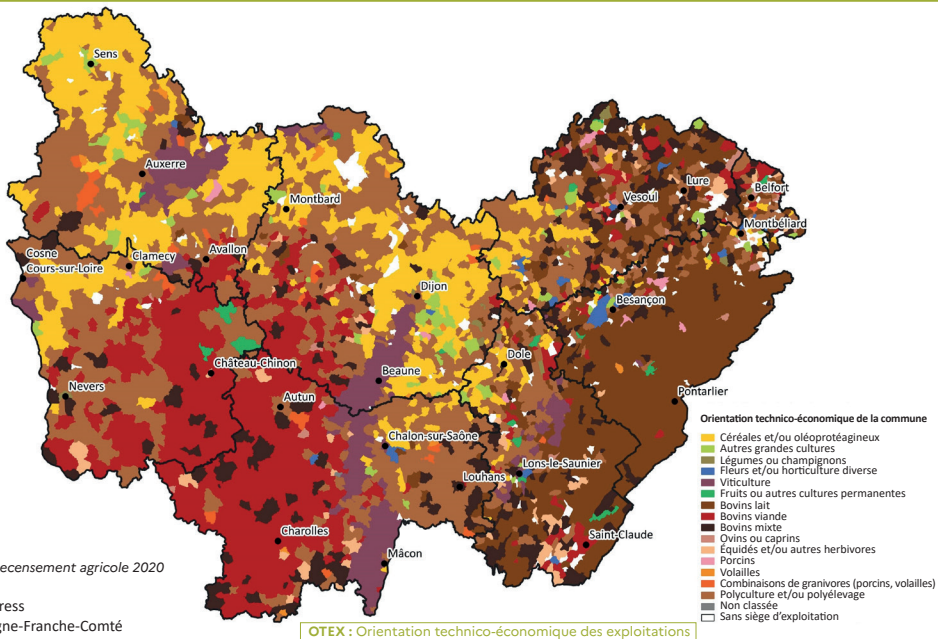 Sens
Auxerre
Montbard
Avallon
Clamecy
Cosne
Cours-sur-Loire
Vesoul
Lure
Belfort
Montbéliard
Dijon
Besançon
Château-Chinon
Beaune
Dole
Nevers
Autun
Pontarlier
Chalon-sur-Saône
Lons-le-Saunier
Louhans
Charolles
Saint-Claude
Mâcon
Orientation technico-économique de la commune
Céréales et/ou oléoprotéagineux
Autres grandes cultures
Légumes ou champignons
Fleurs et/ou horticulture diverse
Viticulture
Fruits ou autres cultures permanentes
Bovins lait
Bovins viande
Bovins mixte
Ovins ou caprins
Équidés et/ou autres herbivores
Porcins
Volailles
Combinaisons de granivores (porcins, volailles)
Polyculture et/ou polyélevage
Non classée
Sans siège d'exploitation
ecensement agricole 2020
ress
gne-Franche-Comté
OTEX : Orientation technico-économique des exploitations